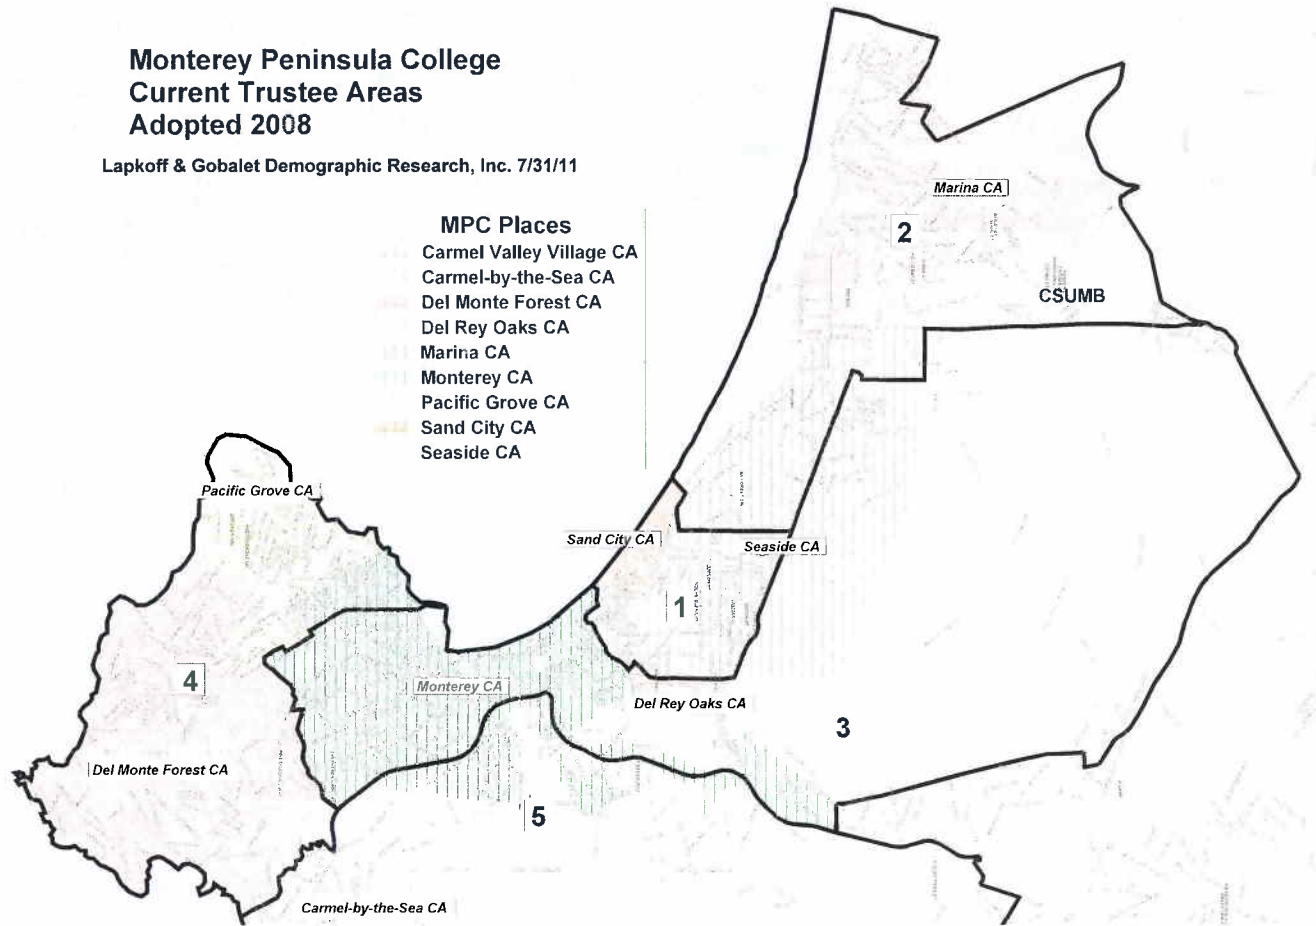 Monterey Peninsula College
Current Trustee Areas
Adopted 2008
Lapkoff & Gobalet Demographic Research, Inc. 7/31/11
MPC Places
Carmel Valley Village CA
Carmel-by-the-Sea CA
Del Monte Forest CA
Del Rey Oaks CA
Marina CA
Monterey CA
Pacific Grove CA
Sand City CA
Seaside CA
Marina CA
2
CSUMB
Pacific Grove CA
Sand City CA
Seaside CA
1
4
Monterey CA
Del Rey Oaks CA
3
Del Monte Forest CA
5
Carmel-by-the-Sea CA